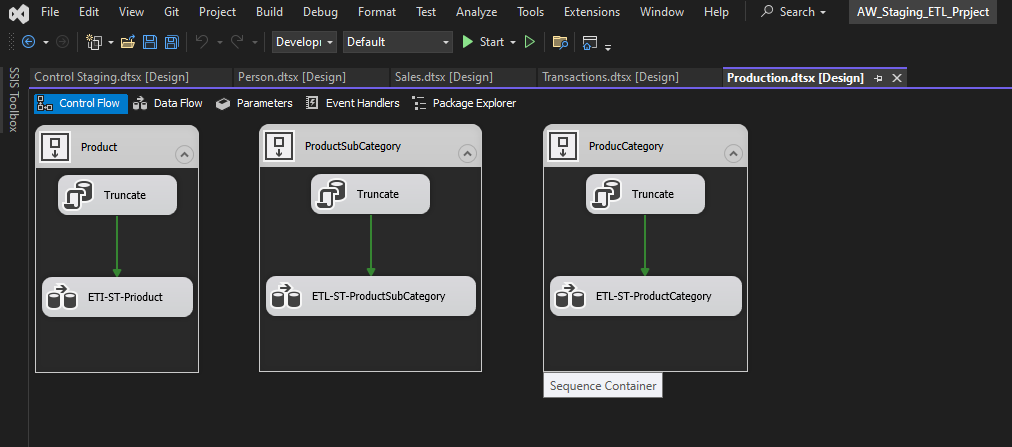 File Edit View Git Project Build Debug Format Test Analyze Tools Extensions Window Help Search AW_Staging_ETL_Prpject
Developr Default Start
SSIS Toolbox
Control Staging.dtsx [Design] Person.dtsx [Design] Sales.dtsx [Design] Transactions.dtsx [Design] Production.dtsx [Design]
Control Flow Data Flow Parameters Event Handlers Package Explorer
Product ProductSubCategory ProducCategory
Truncate Truncate Truncate
ETI-ST-Prioduct ETL-ST-ProductSubCategory ETL-ST-ProductCategory
Sequence Container